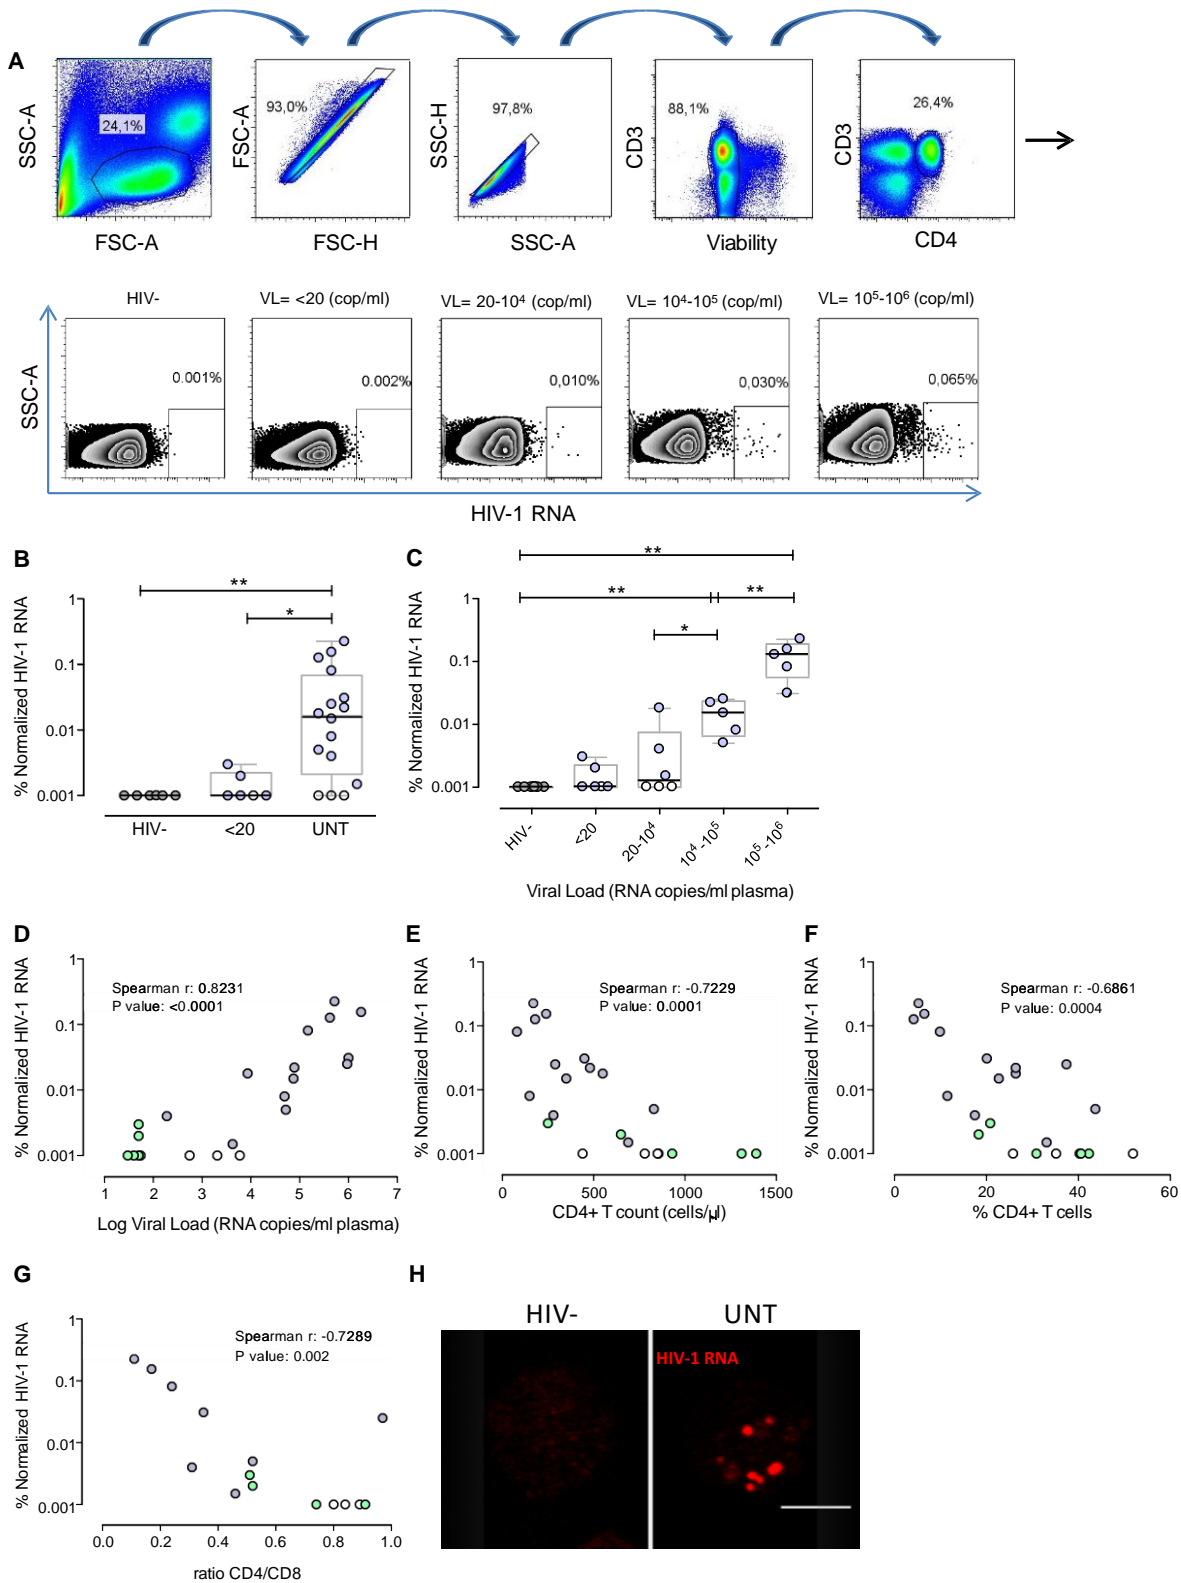 A
SSC-A
24,1%
FSC-A
FSC-A
93,0%
FSC-H
SSC-H
97,8%
SSC-A
CD3
88,1%
Viability
CD3
26,4%
CD4
HIV-
VL= <20 (cop/ml)
VL= 20-10⁴ (cop/ml)
VL= 10⁴-10⁵ (cop/ml)
VL= 10⁵-10⁶ (cop/ml)
SSC-A
0.001%
0.002%
0,010%
0,030%
0,065%
HIV-1 RNA
B
% Normalized HIV-1 RNA
1
0.1
0.01
0.001
**
*
HIV-
<20
UNT
C
% Normalized HIV-1 RNA
1
0.1
0.01
0.001
**
**
**
*
HIV-
<20
20-10⁴
10⁴-10⁵
10⁵-10⁶
Viral Load (RNA copies/ml plasma)
D
% Normalized HIV-1 RNA
1
0.1
0.01
0.001
Spearman r: 0.8231
P value: <0.0001
1 2 3 4 5 6 7
Log Viral Load (RNA copies/ml plasma)
E
% Normalized HIV-1 RNA
1
0.1
0.01
0.001
Spearman r: -0.7229
P value: 0.0001
0 500 1000 1500
CD4+ T count (cells/µl)
F
% Normalized HIV-1 RNA
1
0.1
0.01
0.001
Spearman r: -0.6861
P value: 0.0004
0 20 40 60
% CD4+ T cells
G
% Normalized HIV-1 RNA
1
0.1
0.01
0.001
Spearman r: -0.7289
P value: 0.002
0.0 0.2 0.4 0.6 0.8 1.0
ratio CD4/CD8
H
HIV-
UNT
HIV-1 RNA